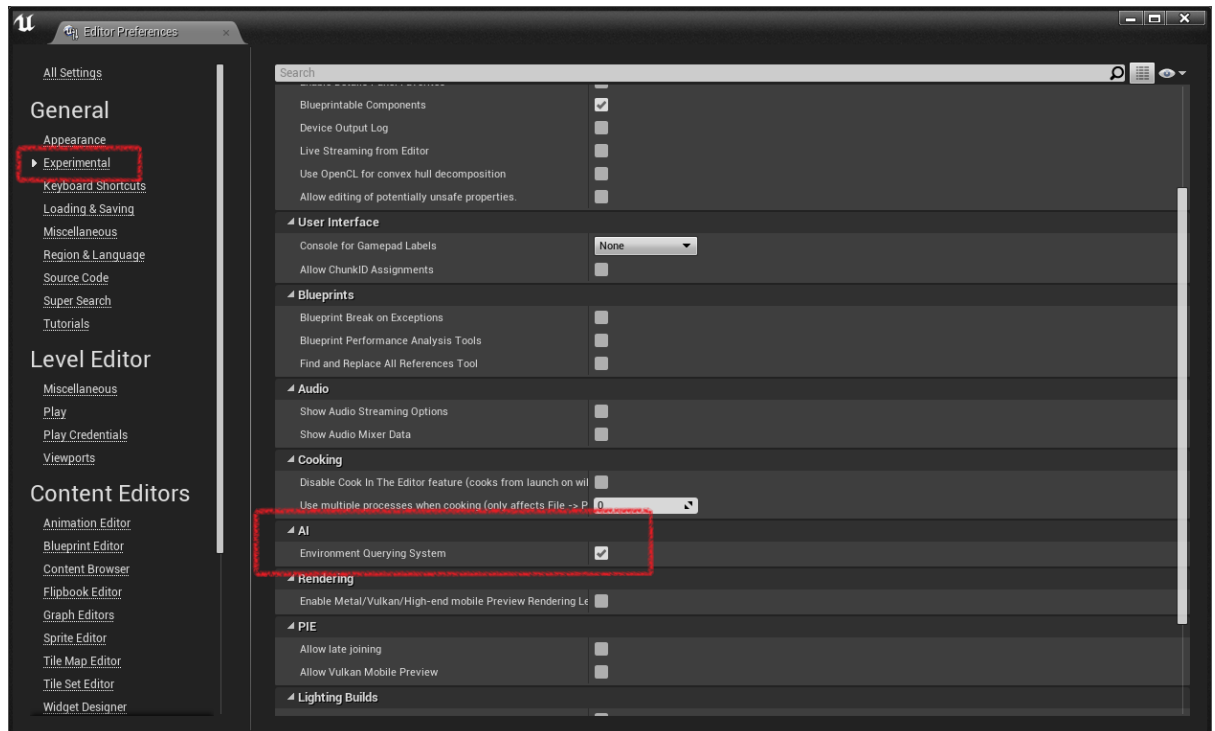 Editor Preferences
All Settings
General
Appearance
Experimental
Keyboard Shortcuts
Loading & Saving
Miscellaneous
Region & Language
Source Code
Super Search
Tutorials
Level Editor
Miscellaneous
Play
Play Credentials
Viewports
Content Editors
Animation Editor
Blueprint Editor
Content Browser
Flipbook Editor
Graph Editors
Sprite Editor
Tile Map Editor
Tile Set Editor
Widget Designer
Search
Blueprintable Components
Device Output Log
Live Streaming from Editor
Use OpenCL for convex hull decomposition
Allow editing of potentially unsafe properties.
User Interface
Console for Gamepad Labels None
Allow ChunkID Assignments
Blueprints
Blueprint Break on Exceptions
Blueprint Performance Analysis Tools
Find and Replace All References Tool
Audio
Show Audio Streaming Options
Show Audio Mixer Data
Cooking
Disable Cook In The Editor feature (cooks from launch on wil
Use multiple processes when cooking (only affects File -> P 0
AI
Environment Querying System
Rendering
Enable Metal/Vulkan/High-end mobile Preview Rendering Le
PIE
Allow late joining
Allow Vulkan Mobile Preview
Lighting Builds